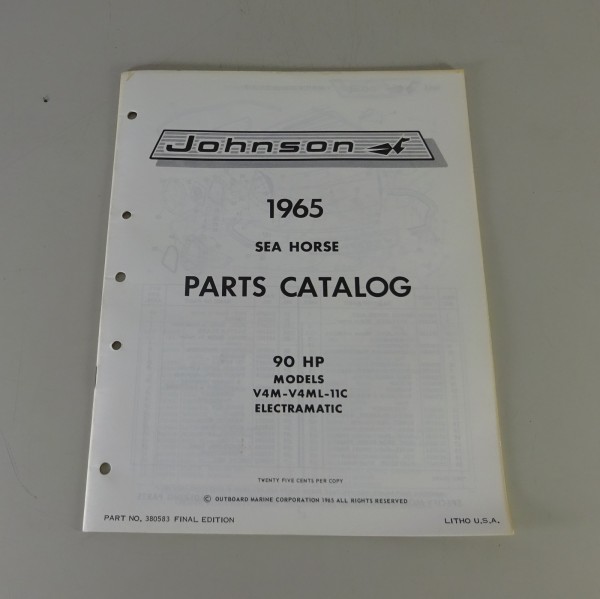 Johnson
1965
SEA HORSE
PARTS CATALOG
90 HP
MODELS
V4M-V4ML-11C
ELECTRAMATIC
TWENTY FIVE CENTS PER COPY
© OUTBOARD MARINE CORPORATION 1965 ALL RIGHTS RESERVED
PART NO. 380583 FINAL EDITION
LITHO U.S.A.